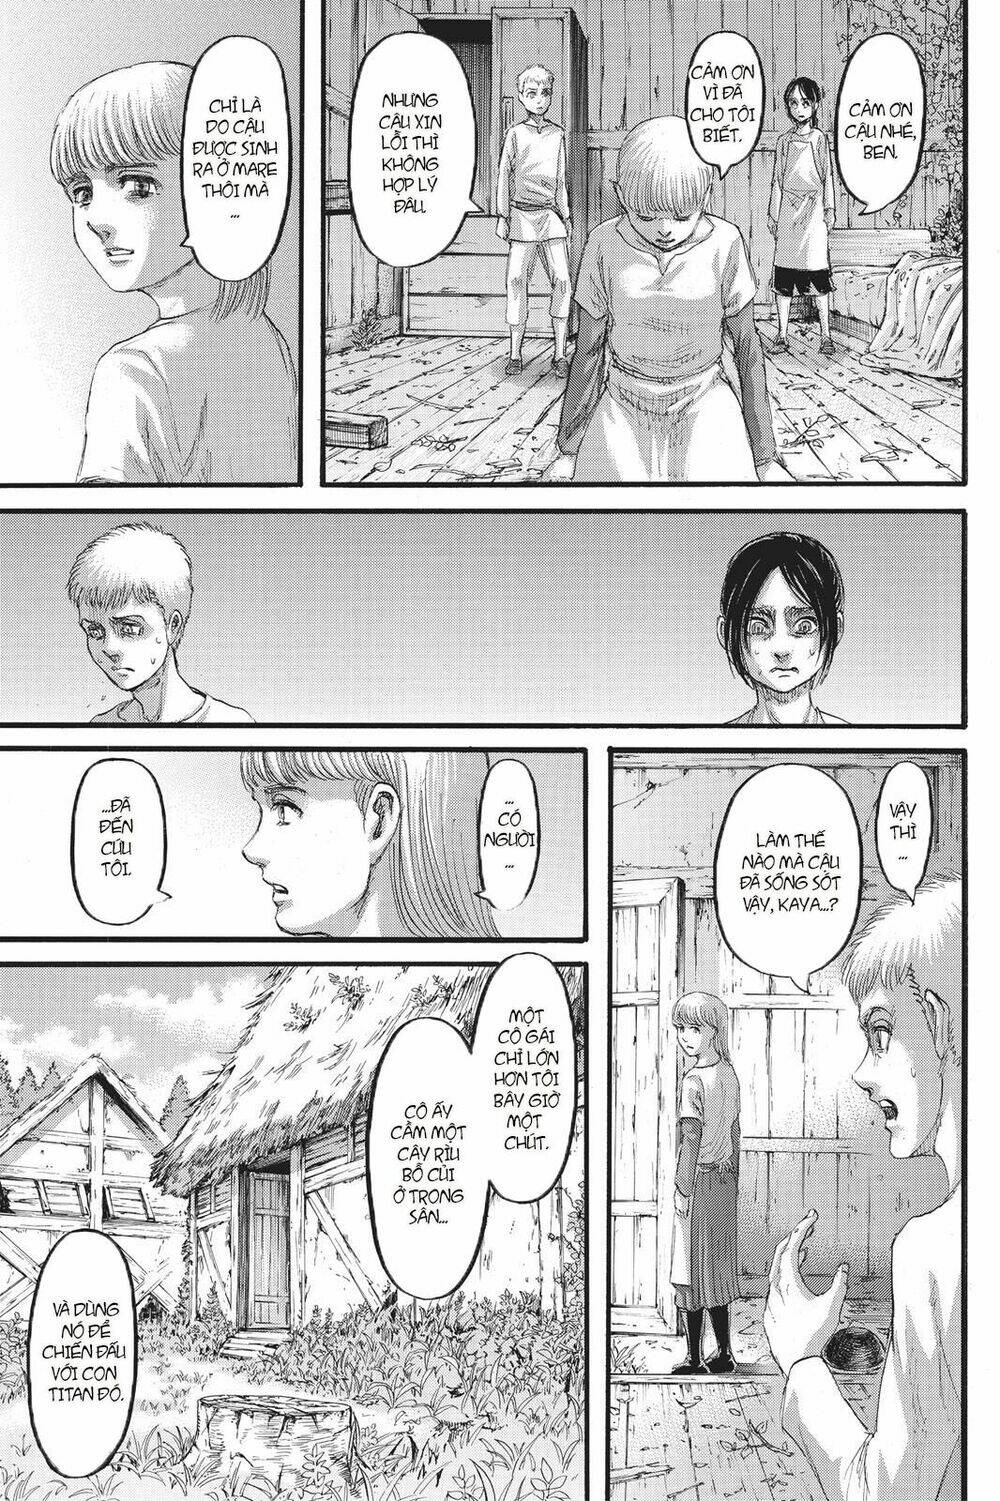 CẢM ƠN
CẬU NHÉ,
BEN.
CẢM ƠN
VÌ ĐÃ
CHO TÔI
BIẾT.
NHƯNG
CẬU XIN
LỖI THÌ
KHÔNG
HỢP LÝ
ĐÂU.
CHỈ LÀ
DO CẬU
ĐƯỢC SINH
RA Ở MARE
THÔI MÀ
...
VẬY
THÌ
...
LÀM THẾ
NÀO MÀ CẬU
ĐÃ SỐNG SÓT
VẬY, KAYA...?
...
CÓ
NGƯỜI
...
...ĐÃ
ĐẾN
CỨU
TÔI.
MỘT
CÔ GÁI
CHỈ LỚN
HƠN TÔI
BÂY GIỜ
MỘT
CHÚT.
CÔ ẤY
CẦM MỘT
CÂY RÌU
BỔ CỦI
Ở TRONG
SÂN...
VÀ DÙNG
NÓ ĐỂ
CHIẾN ĐẤU
VỚI CON
TITAN ĐÓ.